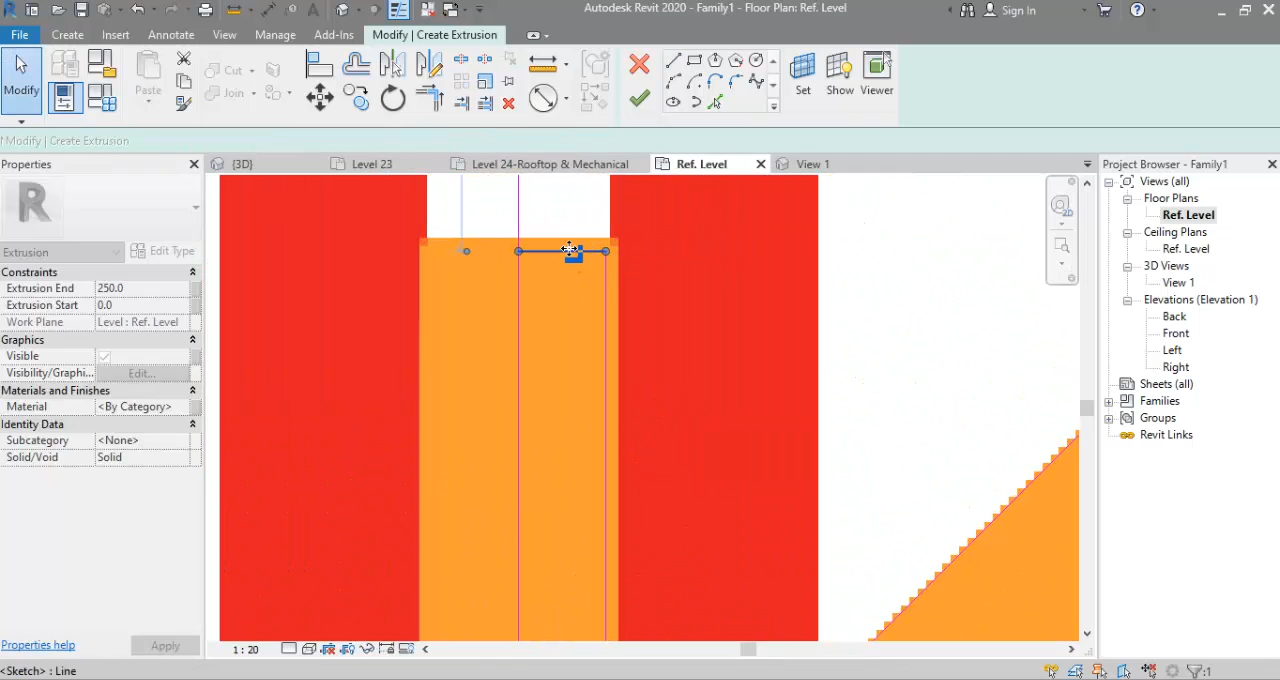 Autodesk Revit 2020 - Family1 - Floor Plan: Ref. Level
Sign In
File Create Insert Annotate View Manage Add-Ins Modify | Create Extrusion
Modify
Paste
Cut
Join
Set Show Viewer
Modify | Create Extrusion
Properties
{3D} Level 23 Level 24-Rooftop & Mechanical Ref. Level View 1
Project Browser - Family1
R
Extrusion Edit Type
Constraints
Extrusion End 250.0
Extrusion Start 0.0
Work Plane Level : Ref. Level
Graphics
Visible
Visibility/Graphi... Edit...
Materials and Finishes
Material <By Category>
Identity Data
Subcategory <None>
Solid/Void Solid
Properties help Apply
2D
Views (all)
Floor Plans
Ref. Level
Ceiling Plans
Ref. Level
3D Views
View 1
Elevations (Elevation 1)
Back
Front
Left
Right
Sheets (all)
Families
Groups
Revit Links
1 : 20
<Sketch> : Line
:1